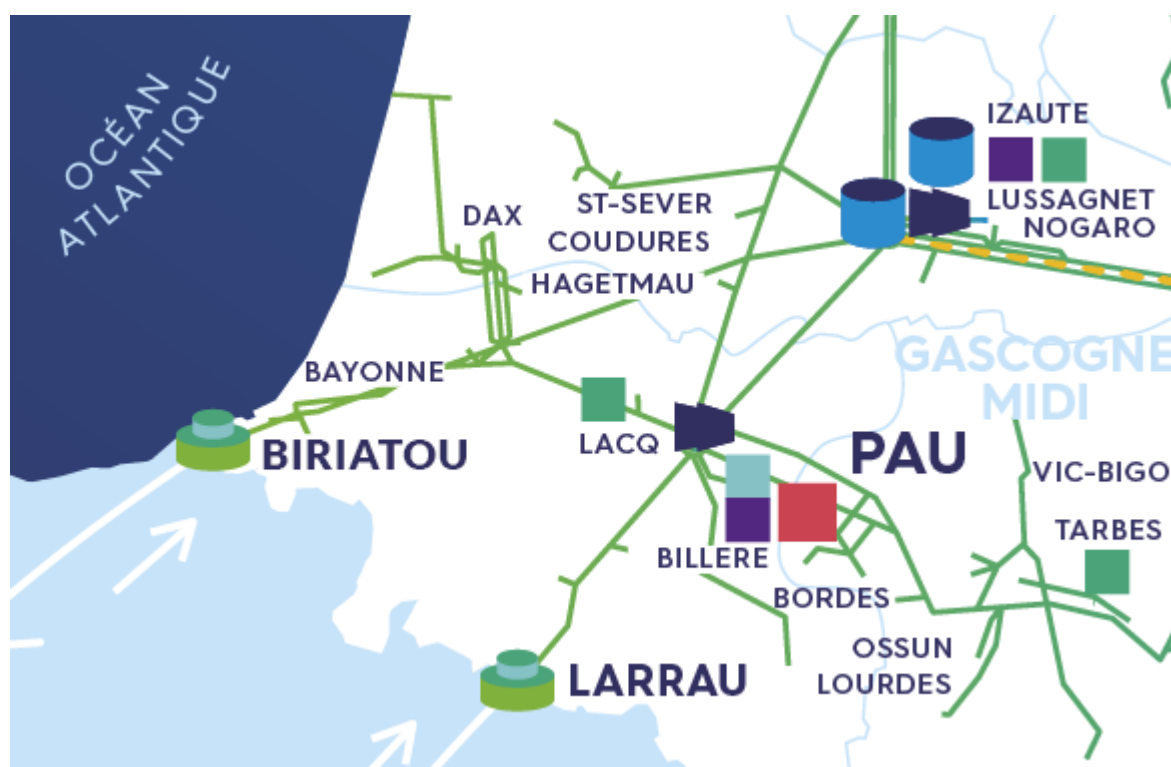 OCÉAN
ATLANTIQUE
IZAUTE
LUSSAGNET
NOGARO
DAX
ST-SEVER
COUDURES
HAGETMAU
GASCOGNE
MIDI
BAYONNE
BIRIATOU
LACQ
PAU
VIC-BIGO
TARBES
BILLERE
BORDES
OSSUN
LOURDES
LARRAU